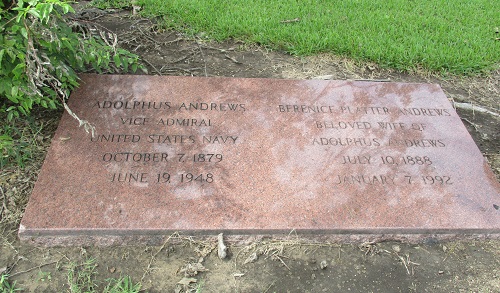 ADOLPHUS ANDREWS
VICE ADMIRAL
UNITED STATES NAVY
OCTOBER 7, 1879
JUNE 19, 1948
BERENICE PLATTER ANDREWS
BELOVED WIFE OF
ADOLPHUS ANDREWS
JULY 10, 1888
JANUARY 7, 1992